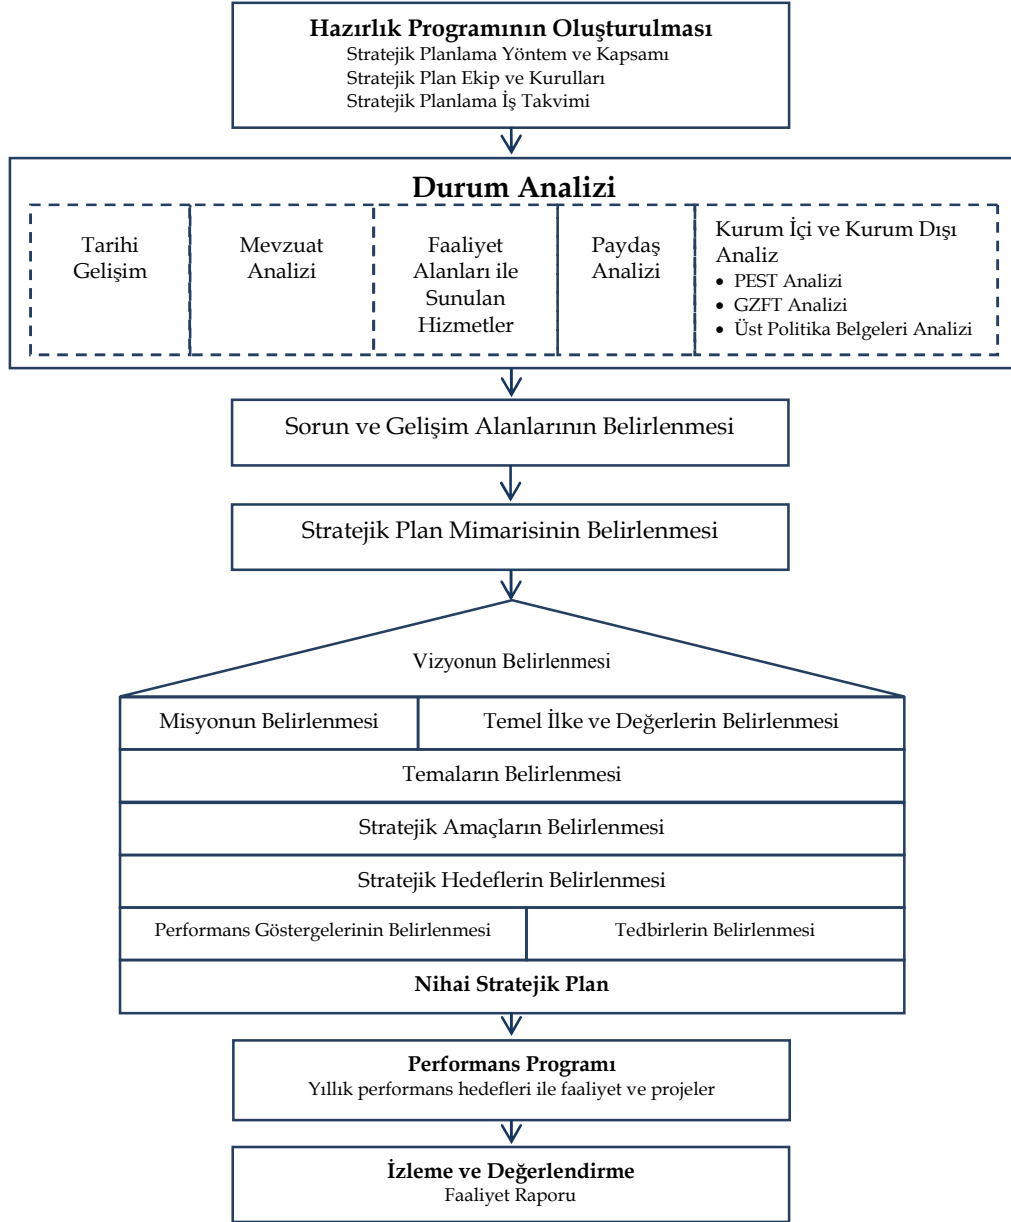 Hazırlık Programının Oluşturulması
Stratejik Planlama Yöntem ve Kapsamı
Stratejik Plan Ekip ve Kurulları
Stratejik Planlama İş Takvimi
Durum Analizi
Tarihi
Gelişim
Mevzuat
Analizi
Faaliyet
Alanları ile
Sunulan
Hizmetler
Paydaş
Analizi
Kurum İçi ve Kurum Dışı
Analiz
• PEST Analizi
• GZFT Analizi
• Üst Politika Belgeleri Analizi
Sorun ve Gelişim Alanlarının Belirlenmesi
Stratejik Plan Mimarisinin Belirlenmesi
Vizyonun Belirlenmesi
Misyonun Belirlenmesi
Temel İlke ve Değerlerin Belirlenmesi
Temaların Belirlenmesi
Stratejik Amaçların Belirlenmesi
Stratejik Hedeflerin Belirlenmesi
Performans Göstergelerinin Belirlenmesi
Tedbirlerin Belirlenmesi
Nihai Stratejik Plan
Performans Programı
Yıllık performans hedefleri ile faaliyet ve projeler
İzleme ve Değerlendirme
Faaliyet Raporu